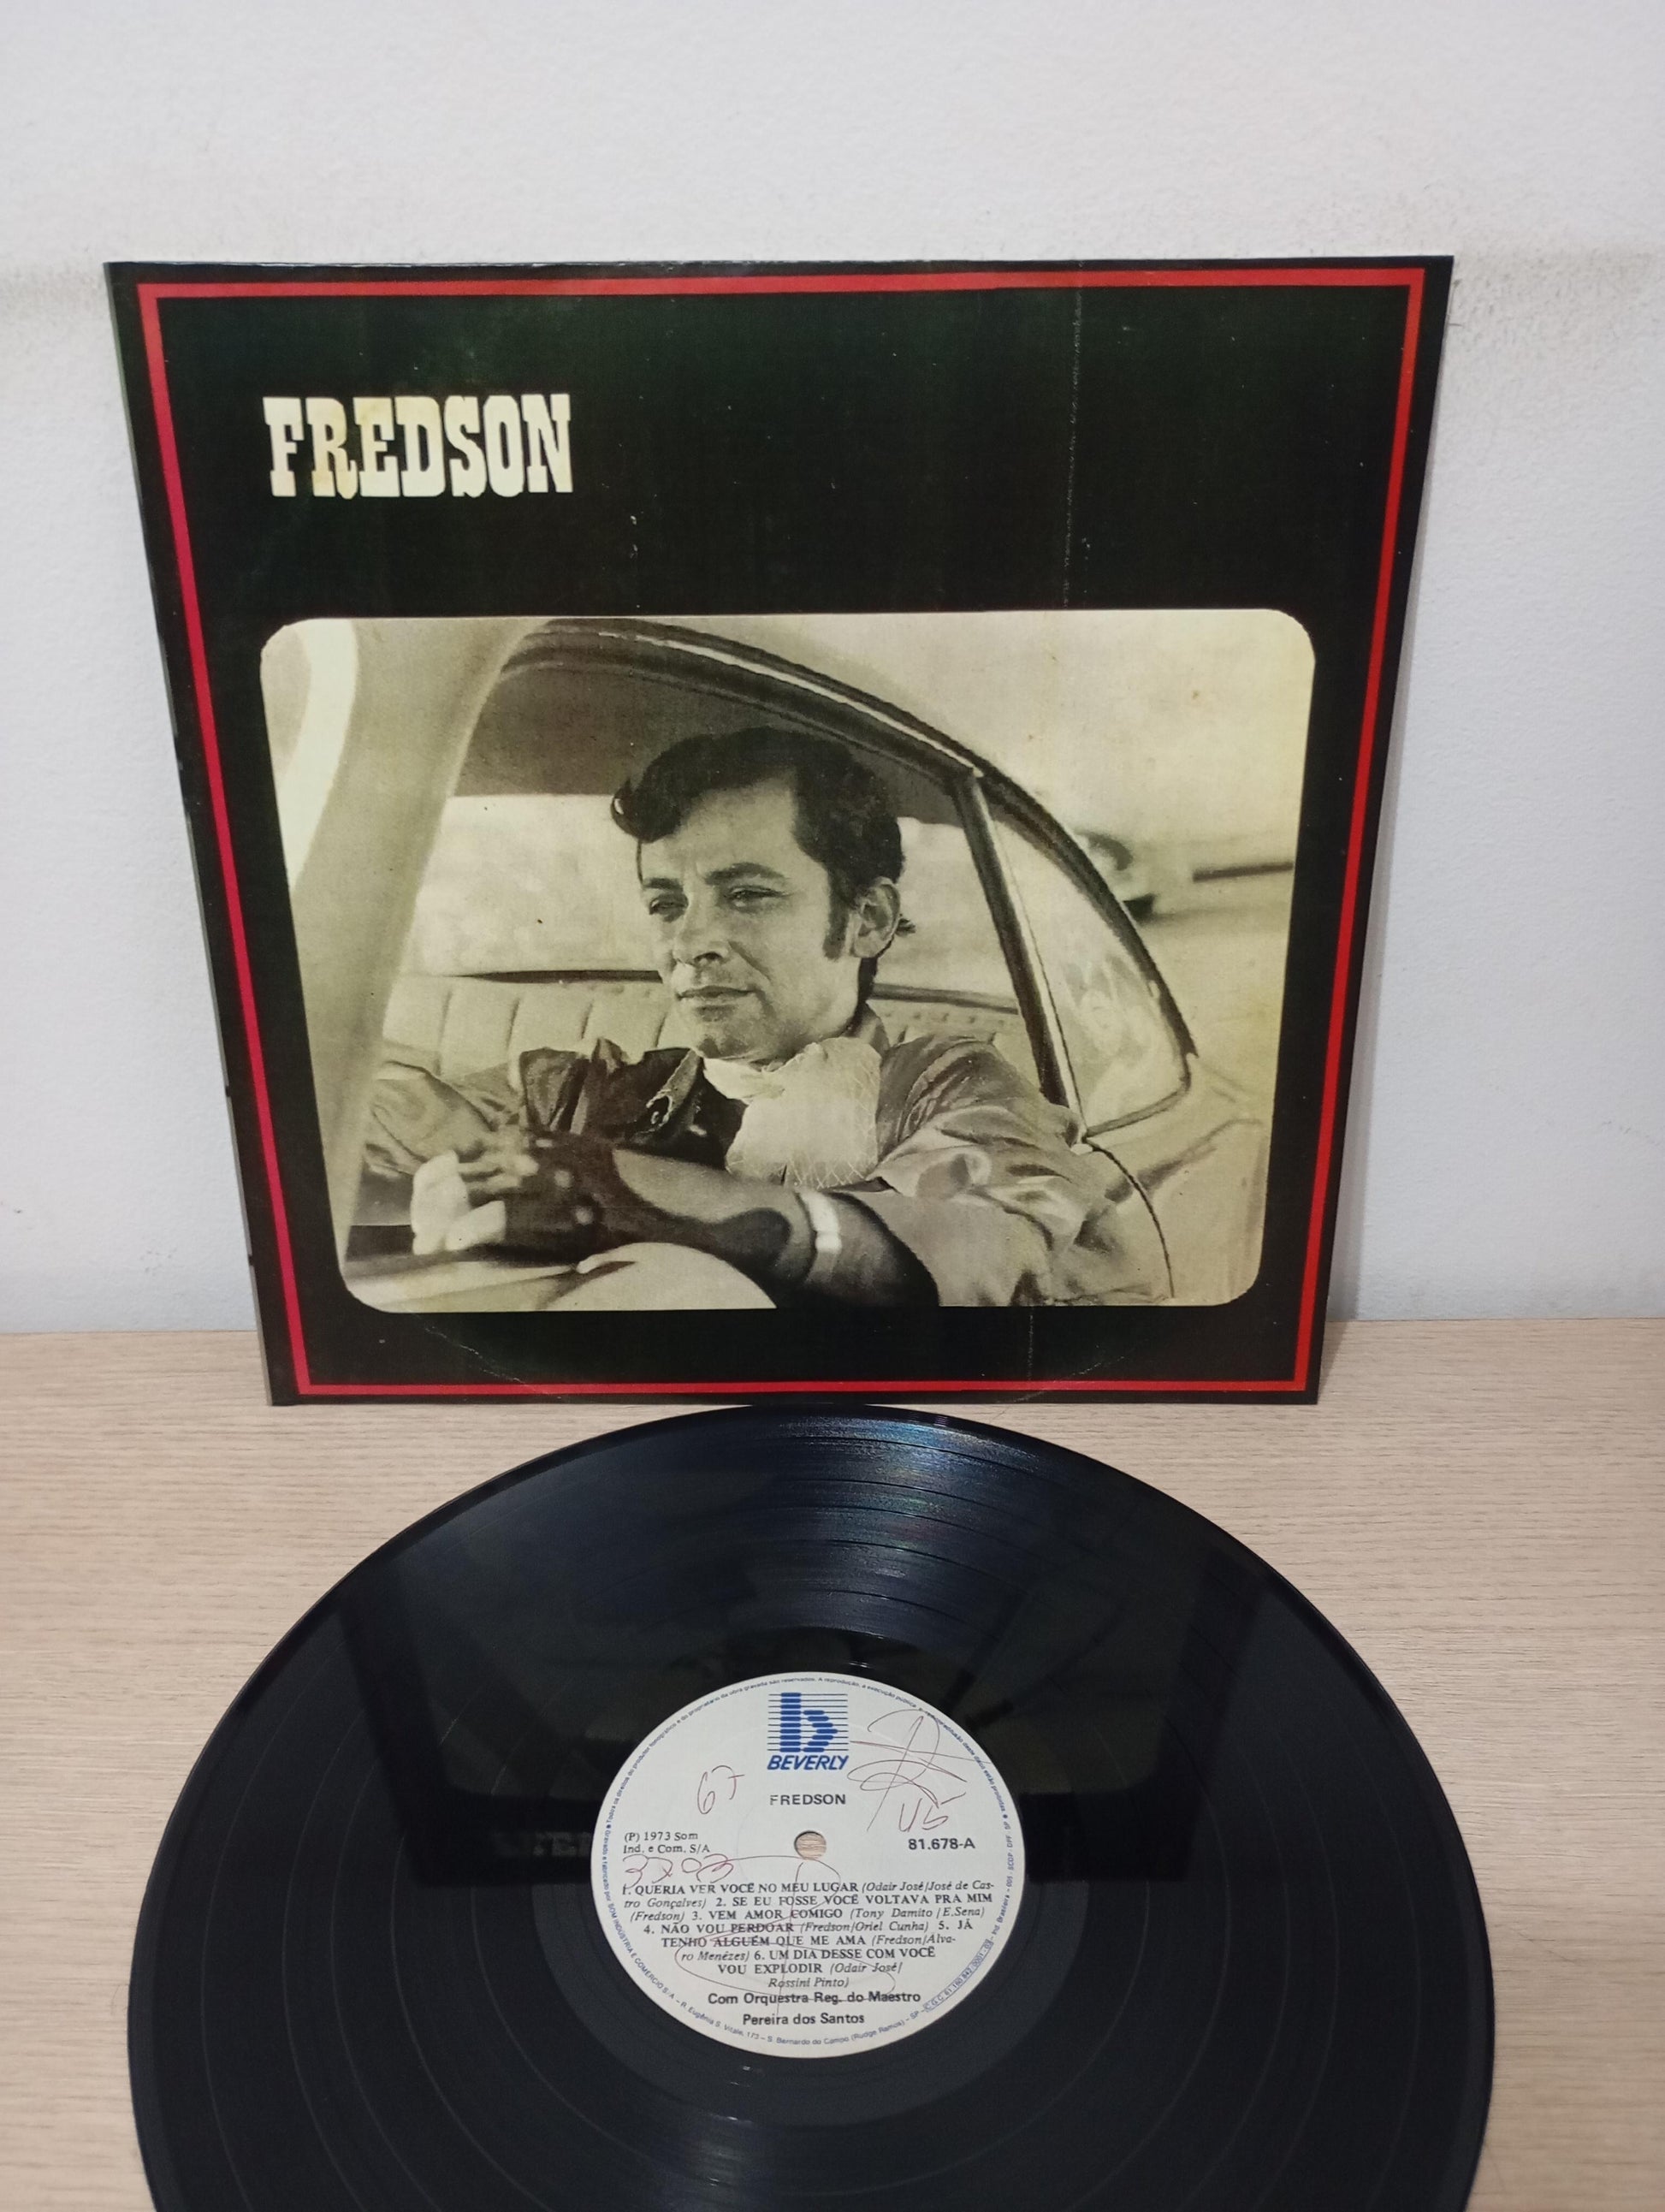 FREDSON
BEVERLY
67
FREDSON
(P) 1973 Som
Ind. e Com. S/A
81.678-A
1. QUERIA VER VOCÊ NO MEU LUGAR (Odair José/José de Cas-
tro Gonçalves) 2. SE EU FOSSE VOCÊ VOLTAVA PRA MIM
(Fredson) 3. VEM AMOR COMIGO (Tony Damito / E.Sena)
4. NÃO VOU PERDOAR (Fredson/Oriel Cunha) 5. JÁ
TENHO ALGUÉM QUE ME AMA (Fredson/Álva-
ro Menézes) 6. UM DIA DESSE COM VOCÊ
VOU EXPLODIR (Odair José/
Rossini Pinto)
Com Orquestra Reg. do Maestro
Pereira dos Santos